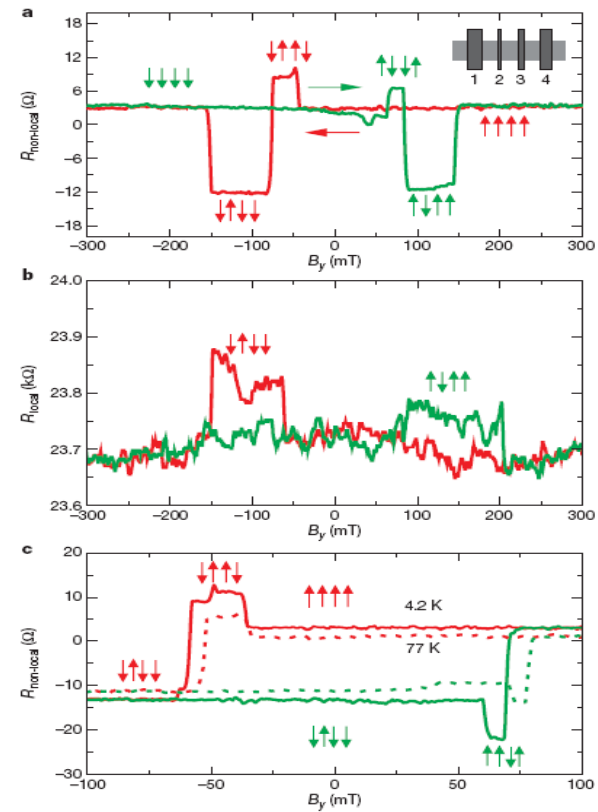 a
18
12
6
0
−6
−12
−18
R non-local (Ω)
↓↓↓↓
↓↑↑↓
↑↓↓↑
1 2 3 4
↑↑↑↑
↓↑↓↓
↑↓↑↑
−300 −200 −100 0 100 200 300
B y (mT)
b
24.0
23.9
23.8
23.7
23.6
R local (kΩ)
↓↑↓↓
↑↓↑↑
−300 −200 −100 0 100 200 300
B y (mT)
c
20
10
0
−10
−20
−30
R non-local (Ω)
↓↑↑↓
↑↑↑↑
4.2 K
77 K
↓↑↓↓
↓↑↓↓
↑↑↓↑
−100 −50 0 50 100
B y (mT)